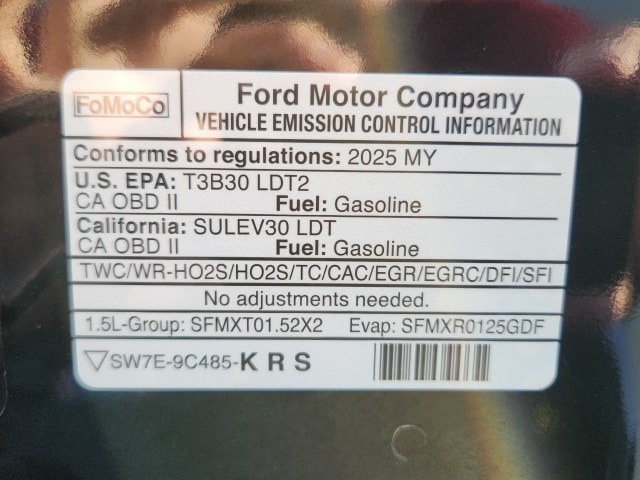 FoMoCo
Ford Motor Company
VEHICLE EMISSION CONTROL INFORMATION
Conforms to regulations: 2025 MY
U.S. EPA: T3B30 LDT2
CA OBD II Fuel: Gasoline
California: SULEV30 LDT
CA OBD II Fuel: Gasoline
TWC/WR-HO2S/HO2S/TC/CAC/EGR/EGRC/DFI/SFI
No adjustments needed.
1.5L-Group: SFMXT01.52X2 Evap: SFMXR0125GDF
▽SW7E-9C485-K R S